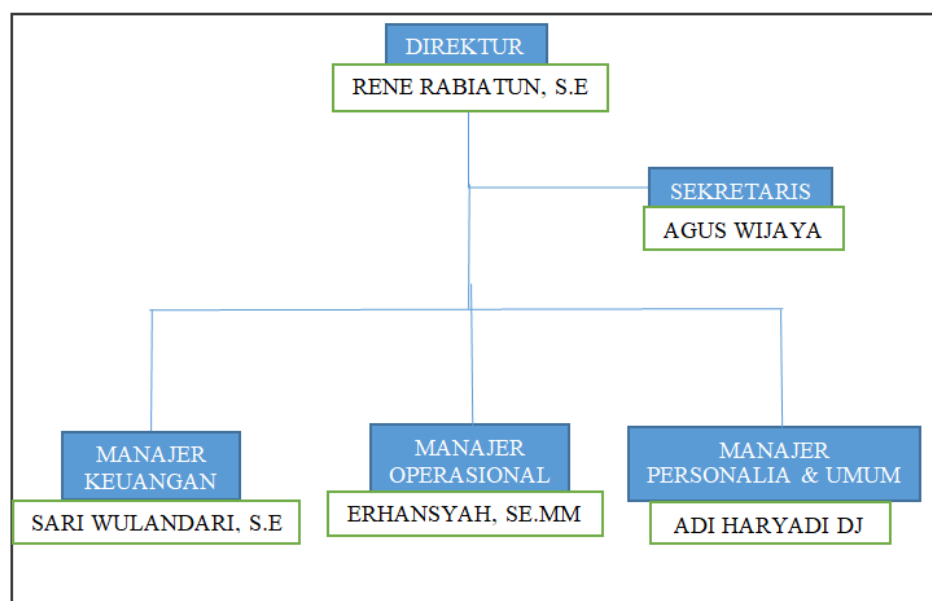 DIREKTUR
RENE RABIATUN, S.E
SEKRETARIS
AGUS WIJAYA
MANAJER
KEUANGAN
SARI WULANDARI, S.E
MANAJER
OPERASIONAL
ERHANSYAH, SE.MM
MANAJER
PERSONALIA & UMUM
ADI HARYADI DJ